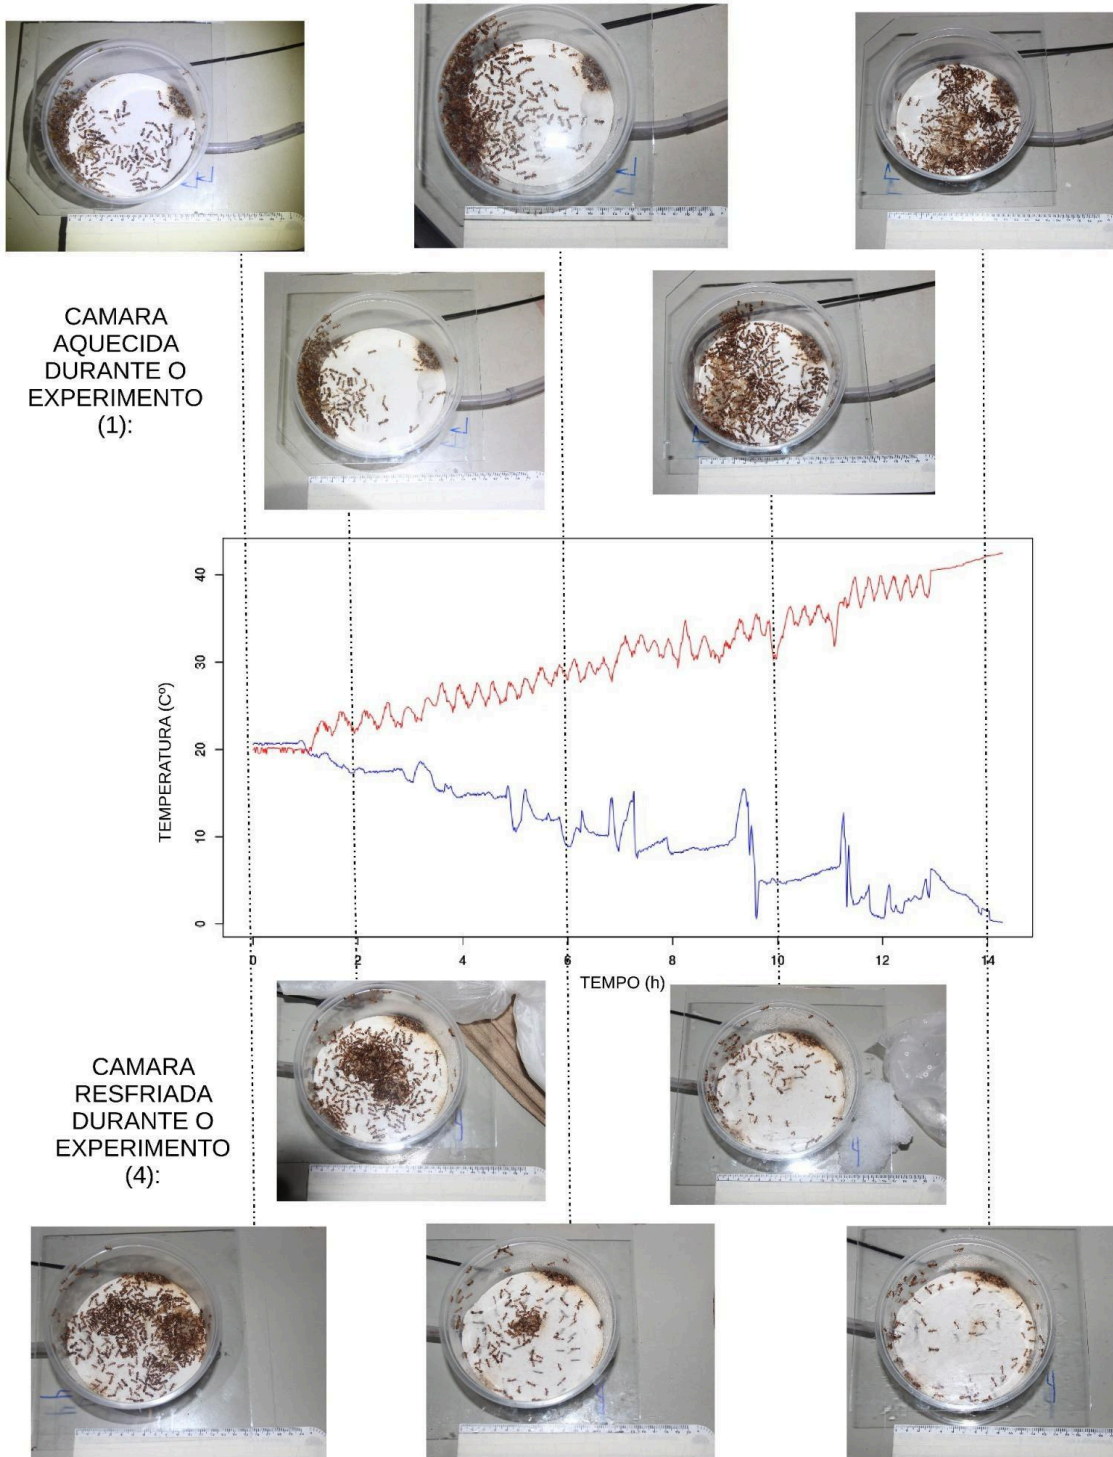 CAMARA
AQUECIDA
DURANTE O
EXPERIMENTO
(1):
TEMPERATURA (Cº)
40
30
20
10
0
0 2 4 6 8 10 12 14
TEMPO (h)
CAMARA
RESFRIADA
DURANTE O
EXPERIMENTO
(4):
4